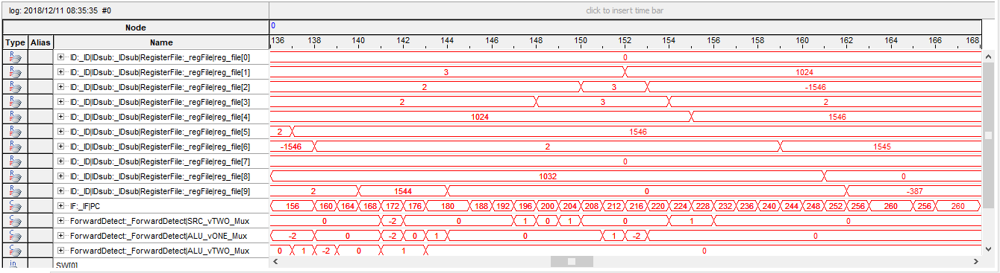 log: 2018/12/11 08:35:35 #0 click to insert time bar
Node 0
Type Alias Name 136 138 140 142 144 146 148 150 152 154 156 158 160 162 164 166 168
R ID:_ID|IDsub:_IDsub|RegisterFile:_regFile|reg_file[0] 0
R ID:_ID|IDsub:_IDsub|RegisterFile:_regFile|reg_file[1] 3 1024
R ID:_ID|IDsub:_IDsub|RegisterFile:_regFile|reg_file[2] 2 3 -1546
R ID:_ID|IDsub:_IDsub|RegisterFile:_regFile|reg_file[3] 2 3 2
R ID:_ID|IDsub:_IDsub|RegisterFile:_regFile|reg_file[4] 1024 1546
R ID:_ID|IDsub:_IDsub|RegisterFile:_regFile|reg_file[5] 2 1546
R ID:_ID|IDsub:_IDsub|RegisterFile:_regFile|reg_file[6] -1546 2 1545
R ID:_ID|IDsub:_IDsub|RegisterFile:_regFile|reg_file[7] 0
R ID:_ID|IDsub:_IDsub|RegisterFile:_regFile|reg_file[8] 1032 0
R ID:_ID|IDsub:_IDsub|RegisterFile:_regFile|reg_file[9] 2 1544 0 -387
C IF:_IF|PC 156 160 164 168 172 176 180 188 192 196 200 204 208 212 216 220 224 228 232 236 240 244 248 252 256 260 256 260
C ForwardDetect:_ForwardDetect|SRC_vTWO_Mux 0 -2 0 1 0 1 0 1 0
C ForwardDetect:_ForwardDetect|ALU_vONE_Mux -2 0 -2 0 1 0 1 -2 0
C ForwardDetect:_ForwardDetect|ALU_vTWO_Mux 0 1 -2 0 1 0
in SW[0]